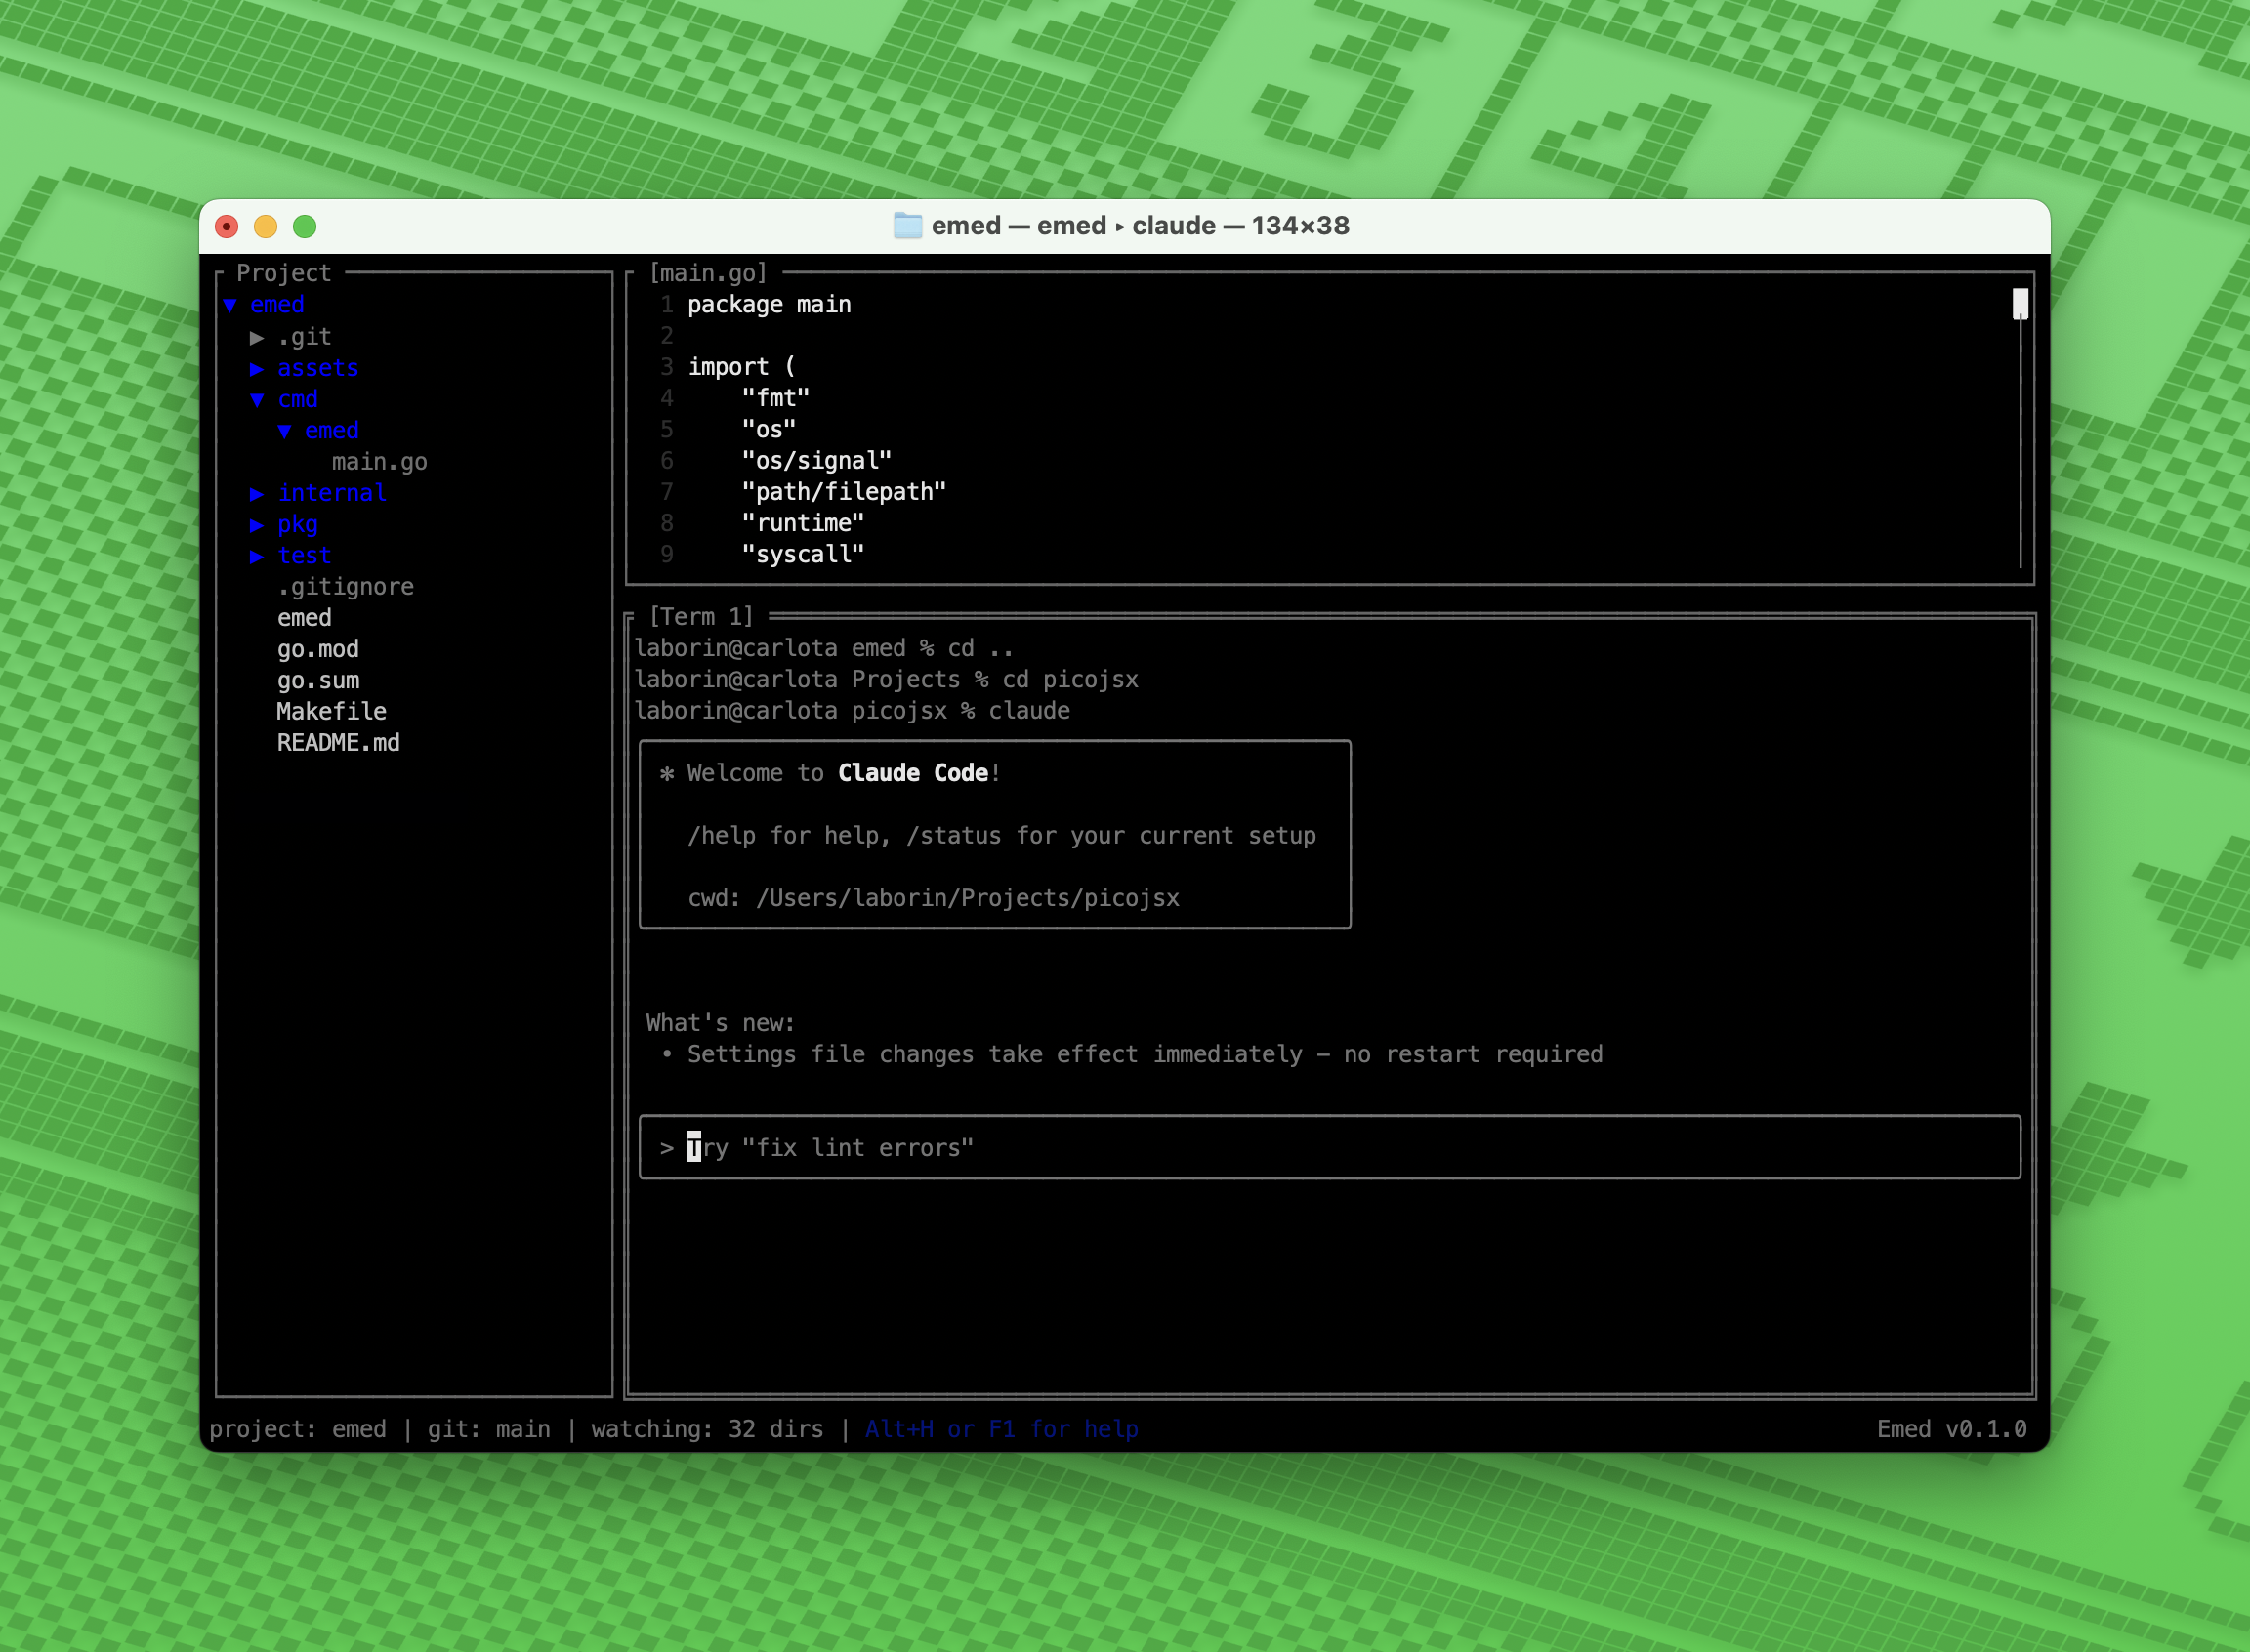 emed — emed ▸ claude — 134×38
Project
▼ emed
▶ .git
▶ assets
▼ cmd
▼ emed
main.go
▶ internal
▶ pkg
▶ test
.gitignore
emed
go.mod
go.sum
Makefile
README.md
[main.go]
1 package main
2
3 import (
4 "fmt"
5 "os"
6 "os/signal"
7 "path/filepath"
8 "runtime"
9 "syscall"
[Term 1]
laborin@carlota emed % cd ..
laborin@carlota Projects % cd picojsx
laborin@carlota picojsx % claude
✻ Welcome to Claude Code!
/help for help, /status for your current setup
cwd: /Users/laborin/Projects/picojsx
What's new:
• Settings file changes take effect immediately — no restart required
> Try "fix lint errors"
project: emed | git: main | watching: 32 dirs | Alt+H or F1 for help
Emed v0.1.0